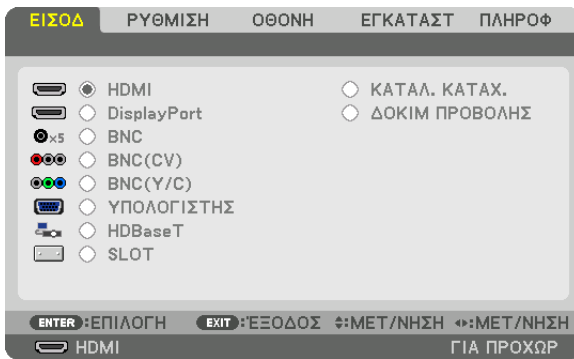 ΕΙΣΟΔ ΡΥΘΜΙΣΗ ΟΘΟΝΗ ΕΓΚΑΤΑΣΤ ΠΛΗΡΟΦ
HDMI ΚΑΤΑΛ. ΚΑΤΑΧ.
DisplayPort ΔΟΚΙΜ ΠΡΟΒΟΛΗΣ
×5 BNC
BNC(CV)
BNC(Y/C)
ΥΠΟΛΟΓΙΣΤΗΣ
HDBaseT
SLOT
ENTER :ΕΠΙΛΟΓΗ EXIT :ΈΞΟΔΟΣ :ΜΕΤ/ΝΗΣΗ :ΜΕΤ/ΝΗΣΗ
HDMI ΓΙΑ ΠΡΟΧΩΡ